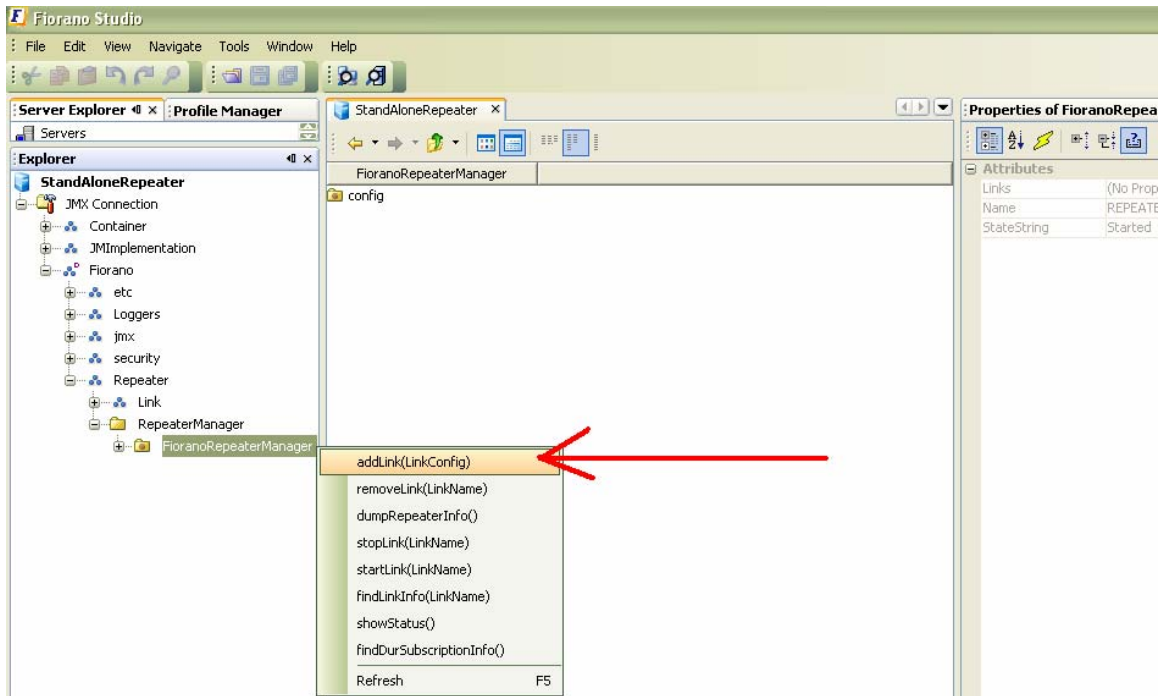 Fiorano Studio
File Edit View Navigate Tools Window Help
Server Explorer Profile Manager
Servers
Explorer
StandAloneRepeater
JMX Connection
Container
JMImplementation
Fiorano
etc
Loggers
jmx
security
Repeater
Link
RepeaterManager
FioranoRepeaterManager
StandAloneRepeater
FioranoRepeaterManager
config
addLink(LinkConfig)
removeLink(LinkName)
dumpRepeaterInfo()
stopLink(LinkName)
startLink(LinkName)
findLinkInfo(LinkName)
showStatus()
findDurSubscriptionInfo()
Refresh F5
Properties of FioranoRepea
Attributes
Links (No Prop
Name REPEATE
StateString Started